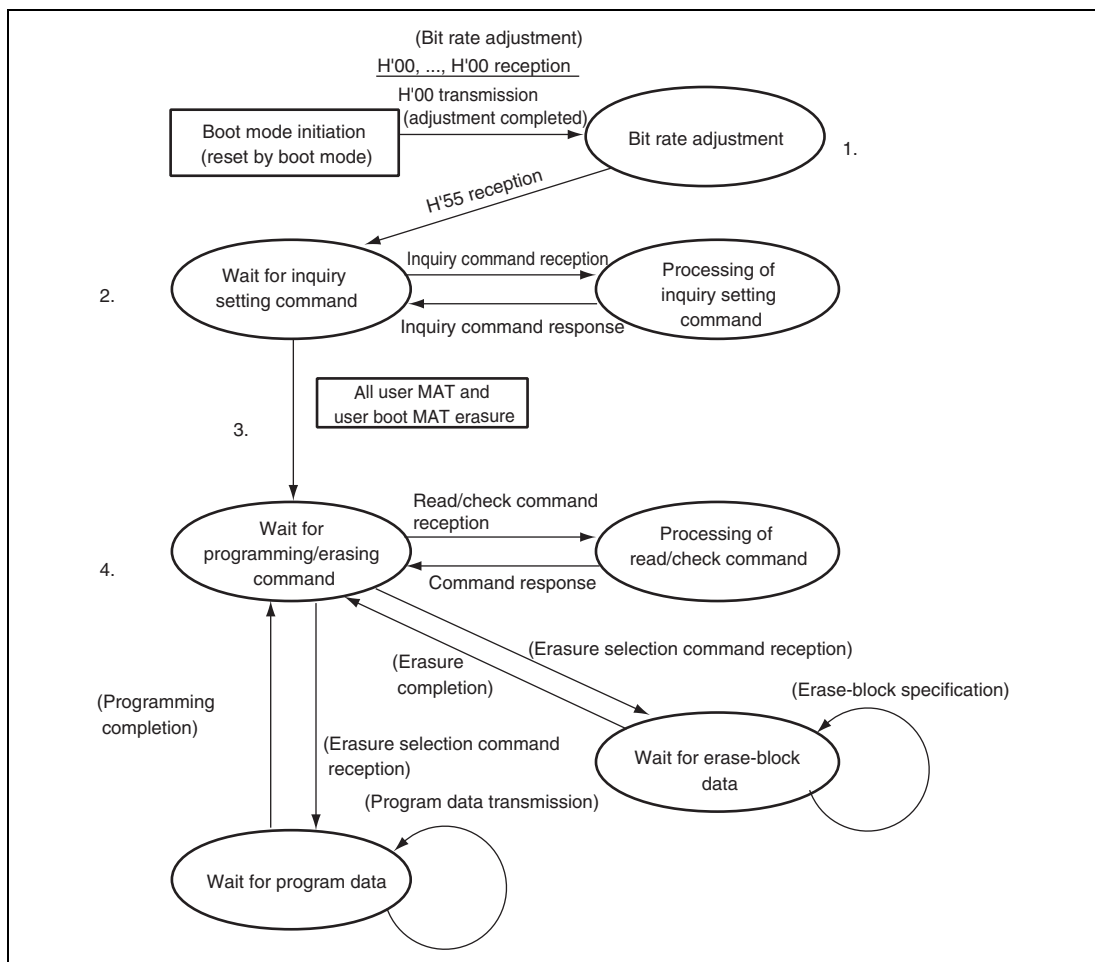 (Bit rate adjustment)
H'00, ..., H'00 reception
H'00 transmission
(adjustment completed)
Boot mode initiation
(reset by boot mode)
Bit rate adjustment
1.
H'55 reception
2.
Wait for inquiry
setting command
Inquiry command reception
Inquiry command response
Processing of
inquiry setting
command
3.
All user MAT and
user boot MAT erasure
4.
Wait for
programming/erasing
command
Read/check command
reception
Command response
Processing of
read/check command
(Erasure selection command reception)
(Erasure
completion)
(Erase-block specification)
(Programming
completion)
(Erasure selection command
reception)
Wait for erase-block
data
(Program data transmission)
Wait for program data